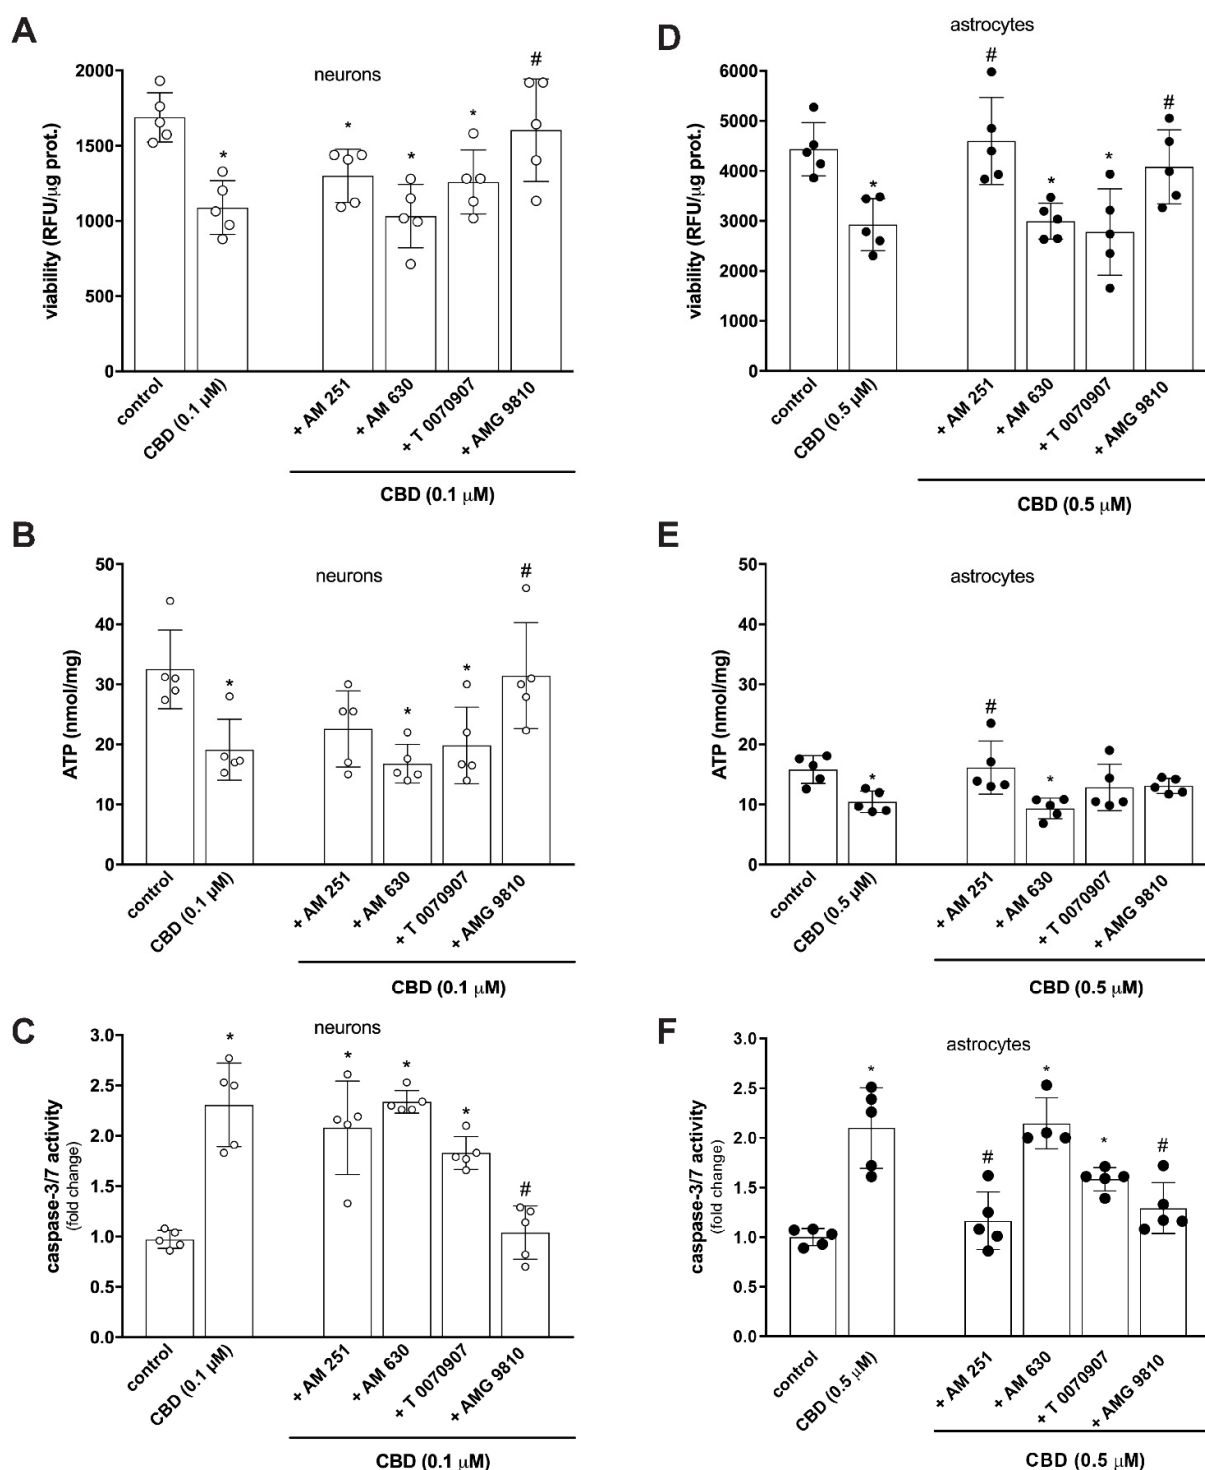 A
neurons
viability (RFU/μg prot.)
2000
1500
1000
500
0
*
*
*
*
#
control
CBD (0.1 μM)
+ AM 251
+ AM 630
+ T 0070907
+ AMG 9810
CBD (0.1 μM)
D
astrocytes
viability (RFU/μg prot.)
6000
5000
4000
3000
2000
1000
0
*
#
*
*
#
control
CBD (0.5 μM)
+ AM 251
+ AM 630
+ T 0070907
+ AMG 9810
CBD (0.5 μM)
B
neurons
ATP (nmol/mg)
50
40
30
20
10
0
*
*
*
#
control
CBD (0.1 μM)
+ AM 251
+ AM 630
+ T 0070907
+ AMG 9810
CBD (0.1 μM)
E
astrocytes
ATP (nmol/mg)
50
40
30
20
10
0
*
#
*
control
CBD (0.5 μM)
+ AM 251
+ AM 630
+ T 0070907
+ AMG 9810
CBD (0.5 μM)
C
neurons
caspase-3/7 activity
(fold change)
3.0
2.5
2.0
1.5
1.0
0.5
0.0
*
*
*
*
#
control
CBD (0.1 μM)
+ AM 251
+ AM 630
+ T 0070907
+ AMG 9810
CBD (0.1 μM)
F
astrocytes
caspase-3/7 activity
(fold change)
3.0
2.5
2.0
1.5
1.0
0.5
0.0
*
#
*
*
#
control
CBD (0.5 μM)
+ AM 251
+ AM 630
+ T 0070907
+ AMG 9810
CBD (0.5 μM)